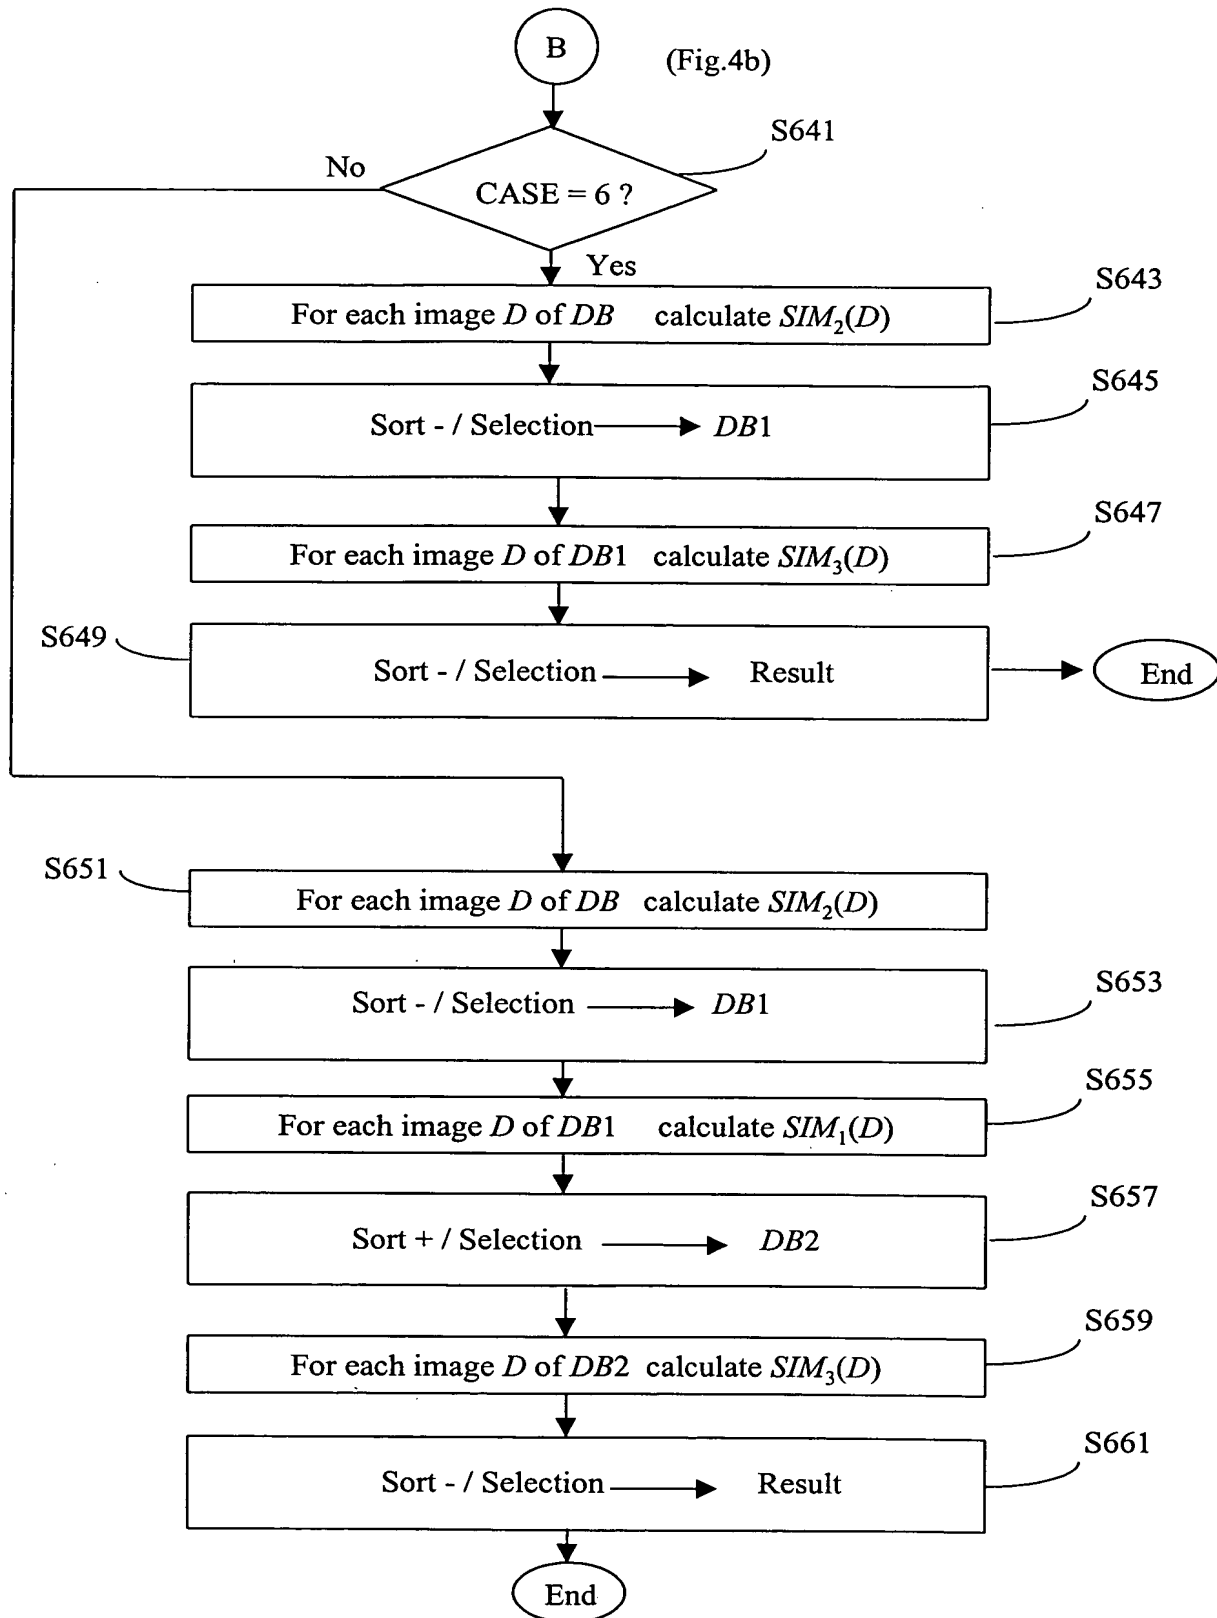 B
(Fig.4b)
S641
No
CASE = 6 ?
Yes
S643
For each image D of DB calculate SIM₂(D)
S645
Sort - / Selection → DB1
S647
For each image D of DB1 calculate SIM₃(D)
S649
Sort - / Selection → Result
End
S651
For each image D of DB calculate SIM₂(D)
S653
Sort - / Selection → DB1
S655
For each image D of DB1 calculate SIM₁(D)
S657
Sort + / Selection → DB2
S659
For each image D of DB2 calculate SIM₃(D)
S661
Sort - / Selection → Result
End